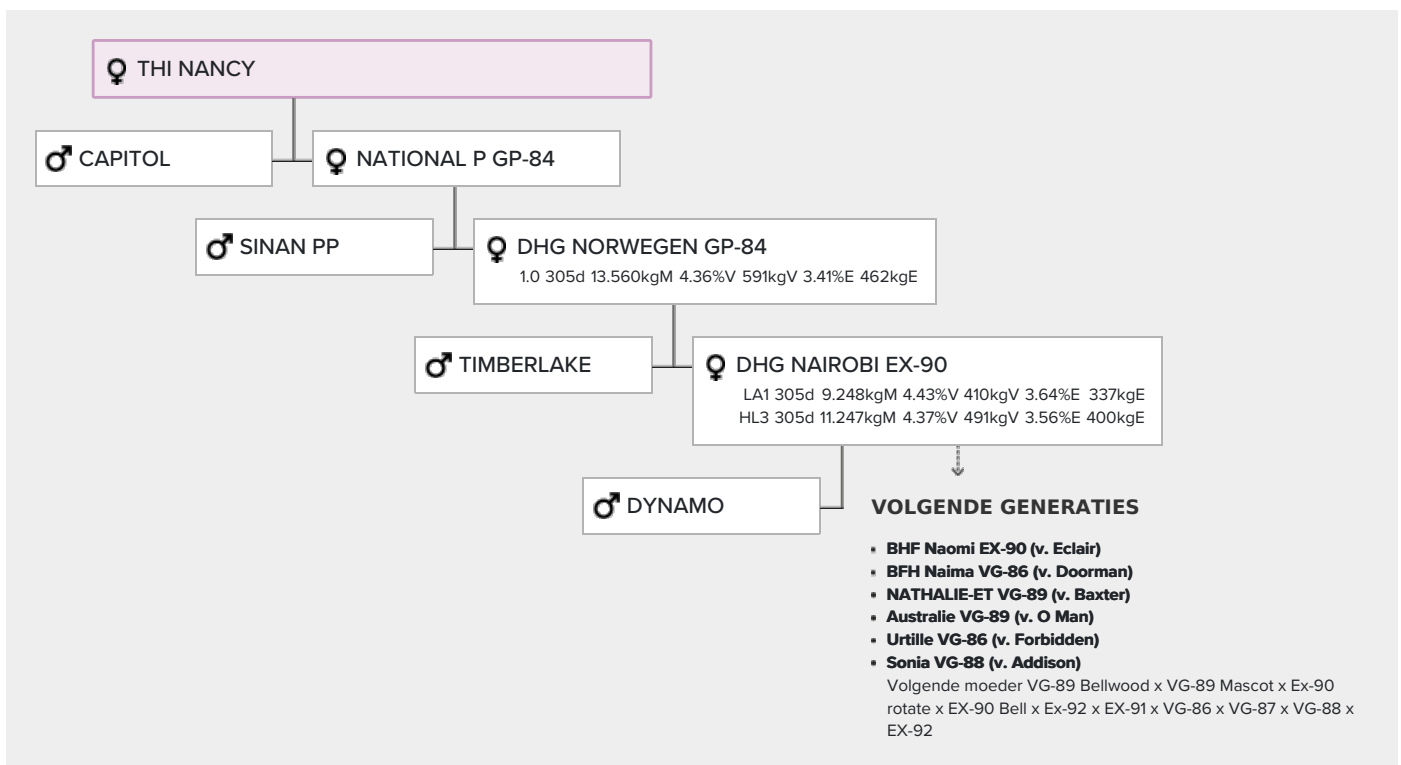 THI NANCY
CAPITOL
NATIONAL P GP-84
SINAN PP
DHG NORWEGEN GP-84
1.0 305d 13.560kgM 4.36%V 591kgV 3.41%E 462kgE
TIMBERLAKE
DHG NAIROBI EX-90
LA1 305d 9.248kgM 4.43%V 410kgV 3.64%E 337kgE
HL3 305d 11.247kgM 4.37%V 491kgV 3.56%E 400kgE
DYNAMO
VOLGENDE GENERATIES
BHF Naomi EX-90 (v. Eclair)
BFH Naima VG-86 (v. Doorman)
NATHALIE-ET VG-89 (v. Baxter)
Australie VG-89 (v. O Man)
Urtille VG-86 (v. Forbidden)
Sonia VG-88 (v. Addison)
Volgende moeder VG-89 Bellwood x VG-89 Mascot x Ex-90
rotate x EX-90 Bell x Ex-92 x EX-91 x VG-86 x VG-87 x VG-88 x
EX-92